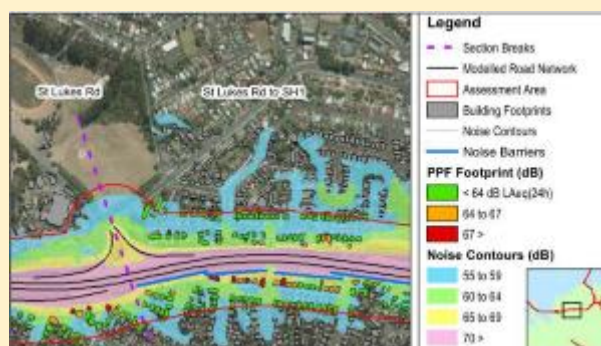 St Lukes Rd
St Lukes Rd to SH1
Legend
Section Breaks
Modelled Road Network
Assessment Area
Building Footprints
Noise Contours
Noise Barriers
PPF Footprint (dB)
< 64 dB LAeq(24h)
64 to 67
67 >
Noise Contours (dB)
55 to 59
60 to 64
65 to 69
70 >